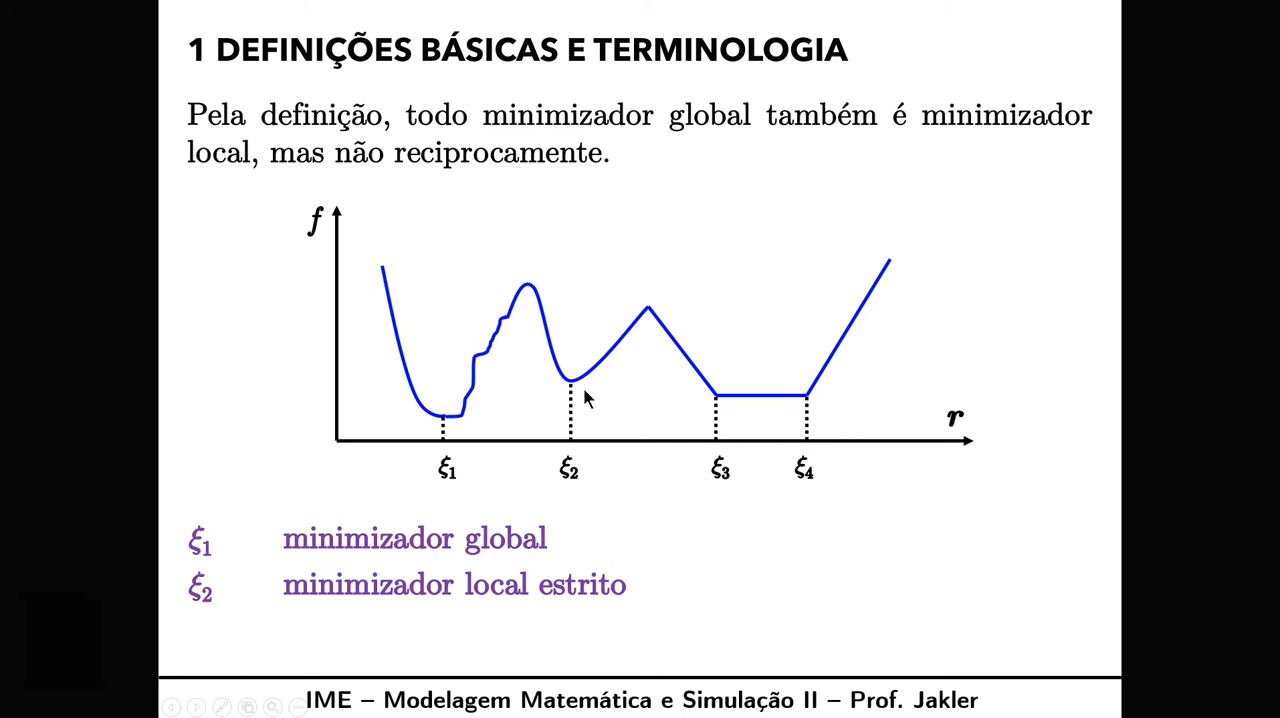 1 DEFINIÇÕES BÁSICAS E TERMINOLOGIA
Pela definição, todo minimizador global também é minimizador
local, mas não reciprocamente.
f
r
ξ1 ξ2 ξ3 ξ4
ξ1 minimizador global
ξ2 minimizador local estrito
IME – Modelagem Matemática e Simulação II – Prof. Jakler